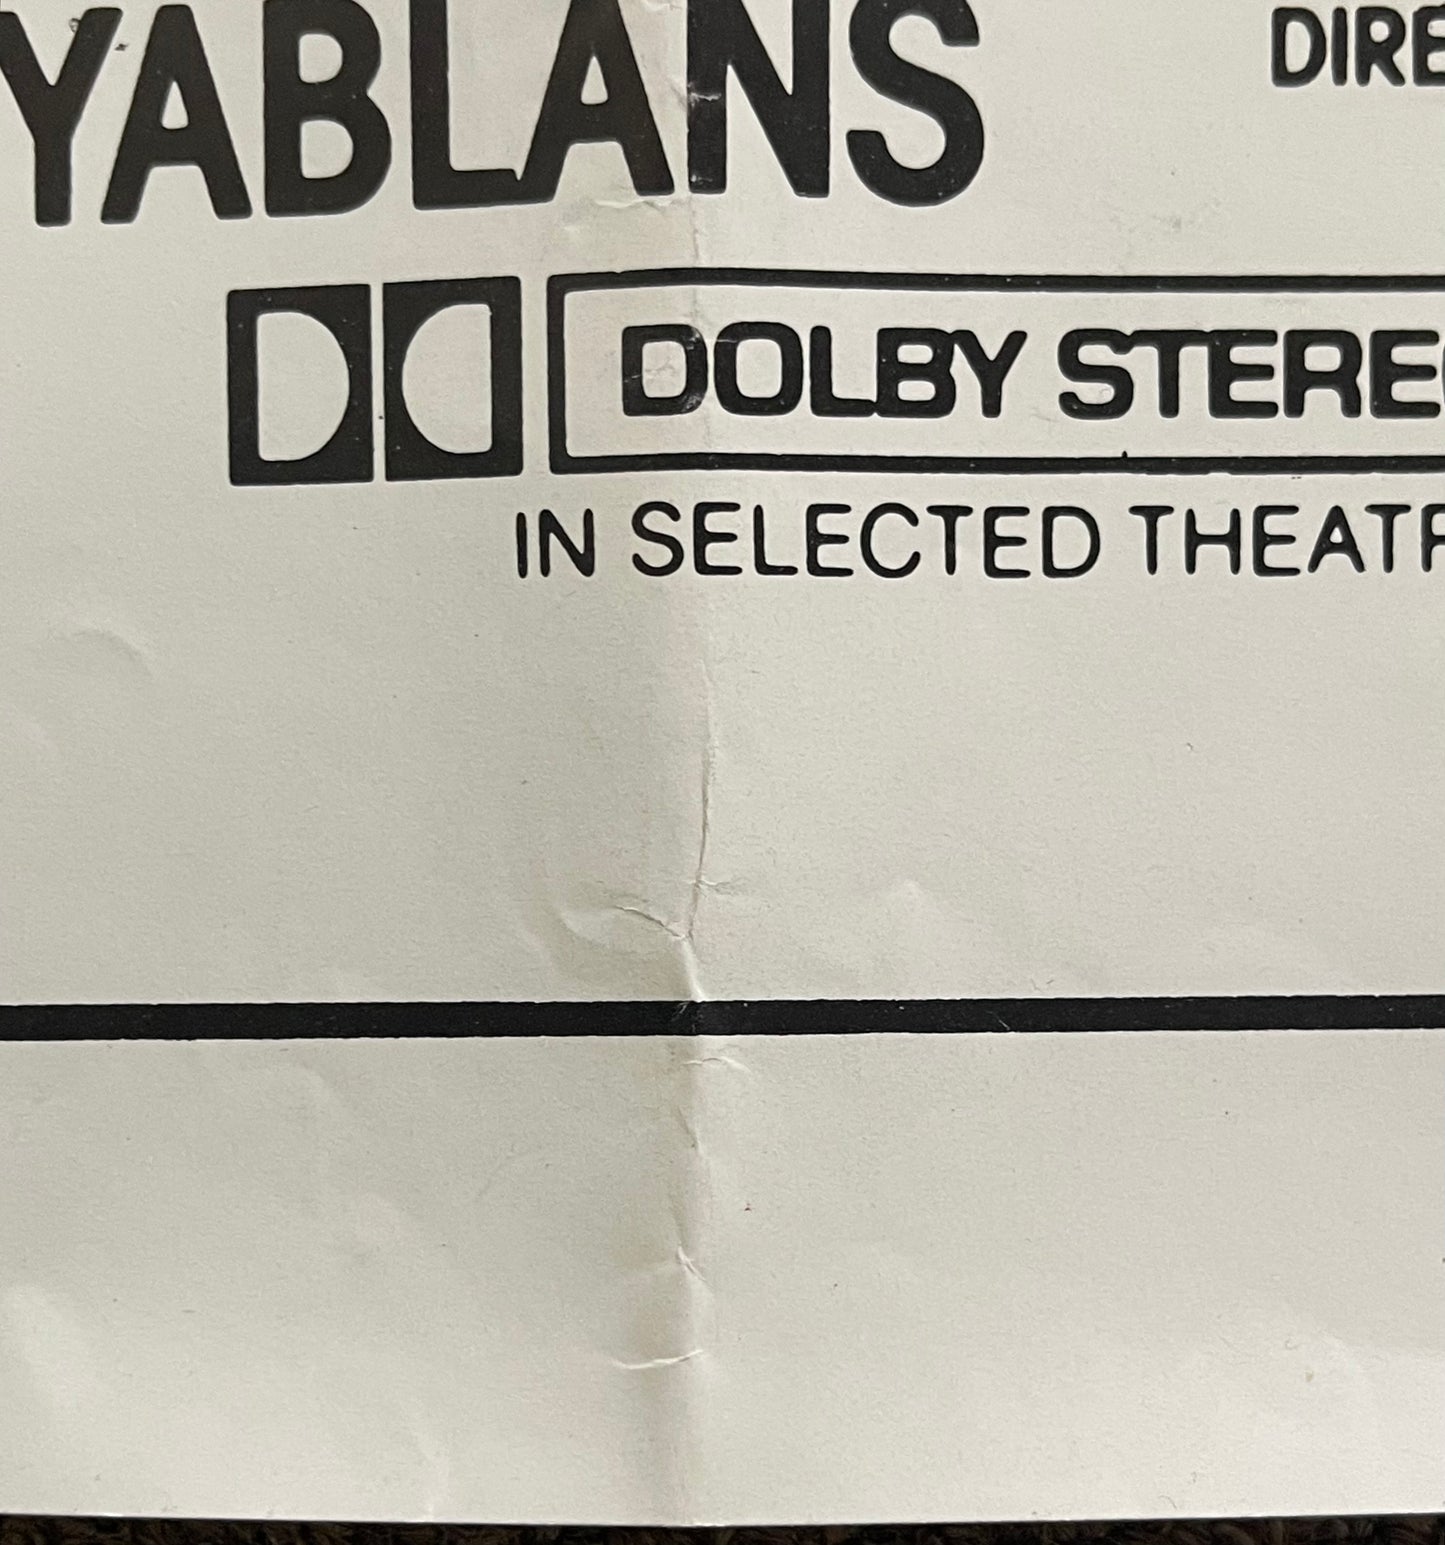 YABLANS
DIRE
DOLBY STEREO
IN SELECTED THEATR